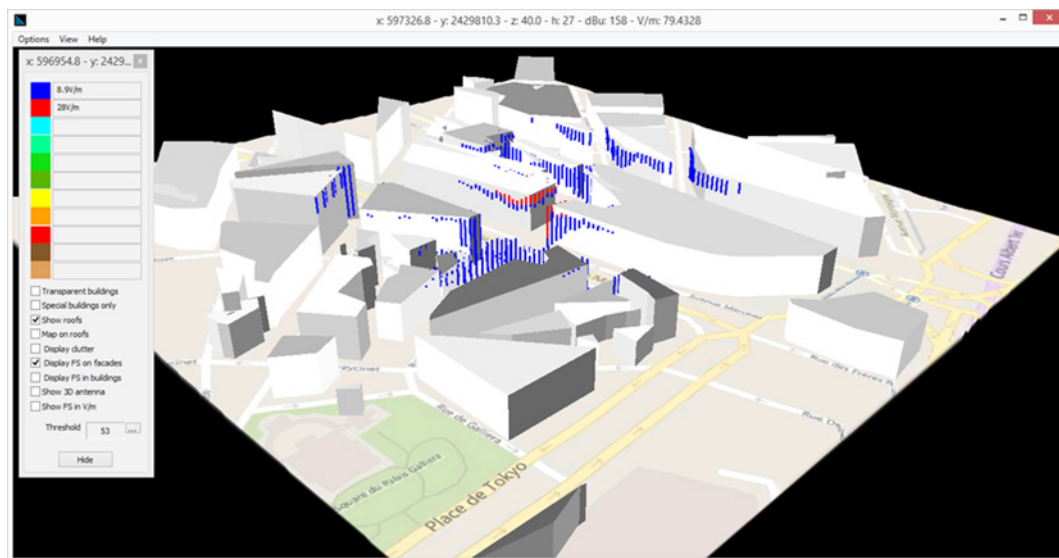 x: 597326.8 - y: 2429810.3 - z: 40.0 - h: 27 - dBu: 158 - V/m: 79.4328
Options View Help
x: 596954.8 - y: 2429...
8.9V/m
28V/m
Transparent buildings
Special buildings only
Show roofs
Map on roofs
Display clutter
Display FS on facades
Display FS in buildings
Show 3D antenna
Show FS in V/m
Threshold 53 ...
Hide
Cours Albert 1er
Avenue Marceau
Rue des Frères
Rue de Galliera
Square du Palais Galliera
Place de Tokyo